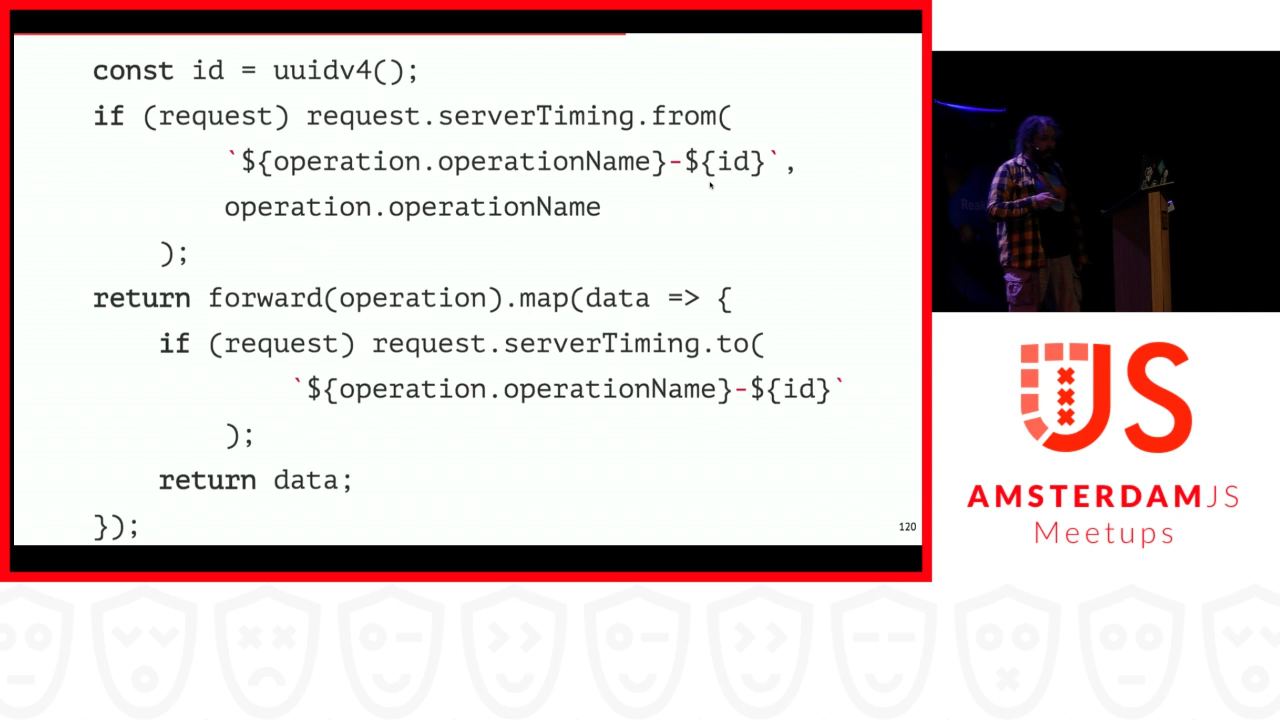 const id = uuidv4();
if (request) request.serverTiming.from(
`${operation.operationName}-${id}`,
operation.operationName
);
return forward(operation).map(data => {
if (request) request.serverTiming.to(
`${operation.operationName}-${id}`
);
return data;
});
120
JS
AMSTERDAMJS
Meetups